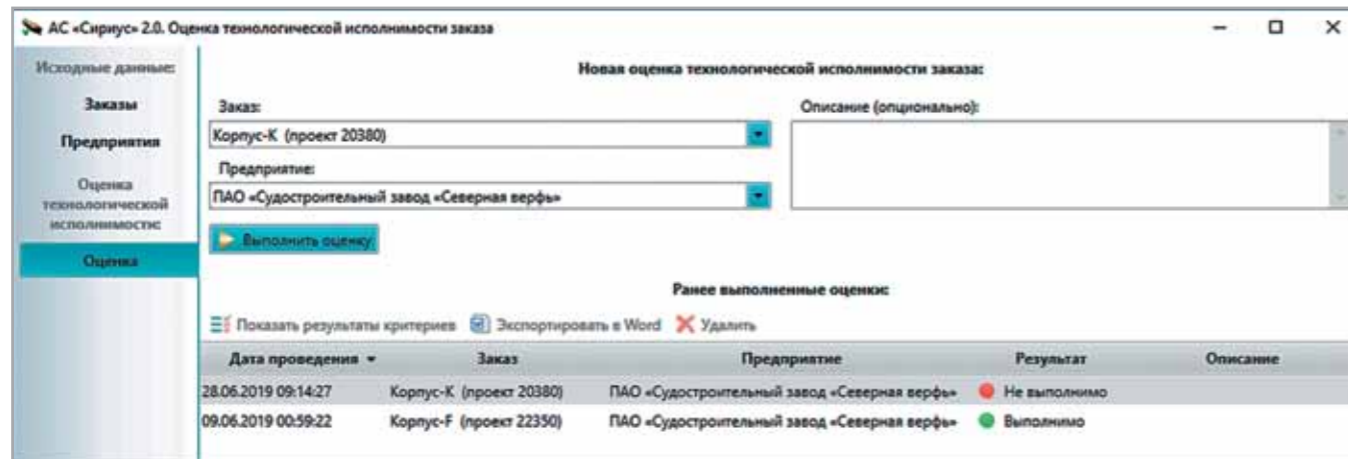 АС «Сириус» 2.0. Оценка технологической исполнимости заказа
Исходные данные:
Заказы
Предприятия
Оценка
технологической
исполнимости:
Оценка
Новая оценка технологической исполнимости заказа:
Заказ:
Корпус-К (проект 20380)
Предприятие:
ПАО «Судостроительный завод «Северная верфь»
Описание (опционально):
Выполнить оценку
Ранее выполненные оценки:
Показать результаты критериев Экспортировать в Word Удалить
Дата проведения Заказ Предприятие Результат Описание
28.06.2019 09:14:27 Корпус-К (проект 20380) ПАО «Судостроительный завод «Северная верфь» Не выполнимо
09.06.2019 00:59:22 Корпус-F (проект 22350) ПАО «Судостроительный завод «Северная верфь» Выполнимо